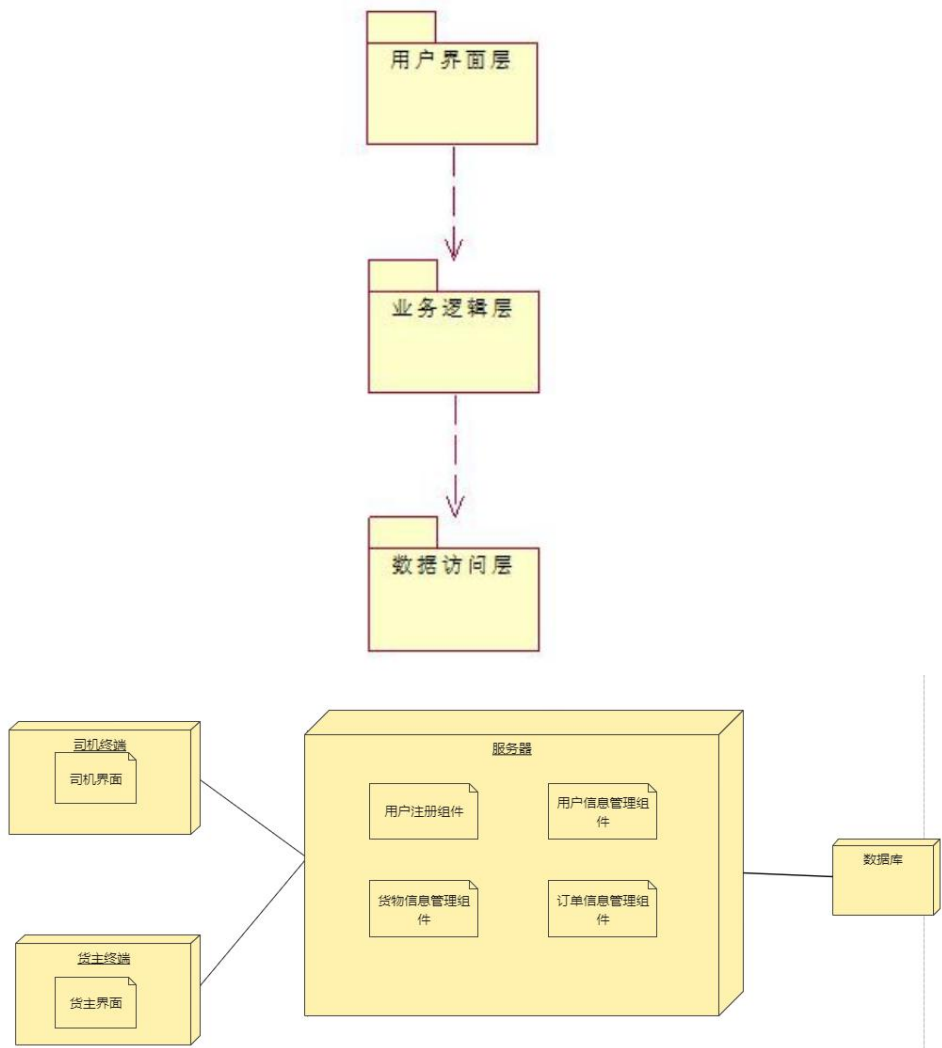 用户界面层
业务逻辑层
数据访问层
司机终端
司机界面
服务器
用户注册组件
用户信息管理组
件
货物信息管理组
件
订单信息管理组
件
数据库
货主终端
货主界面